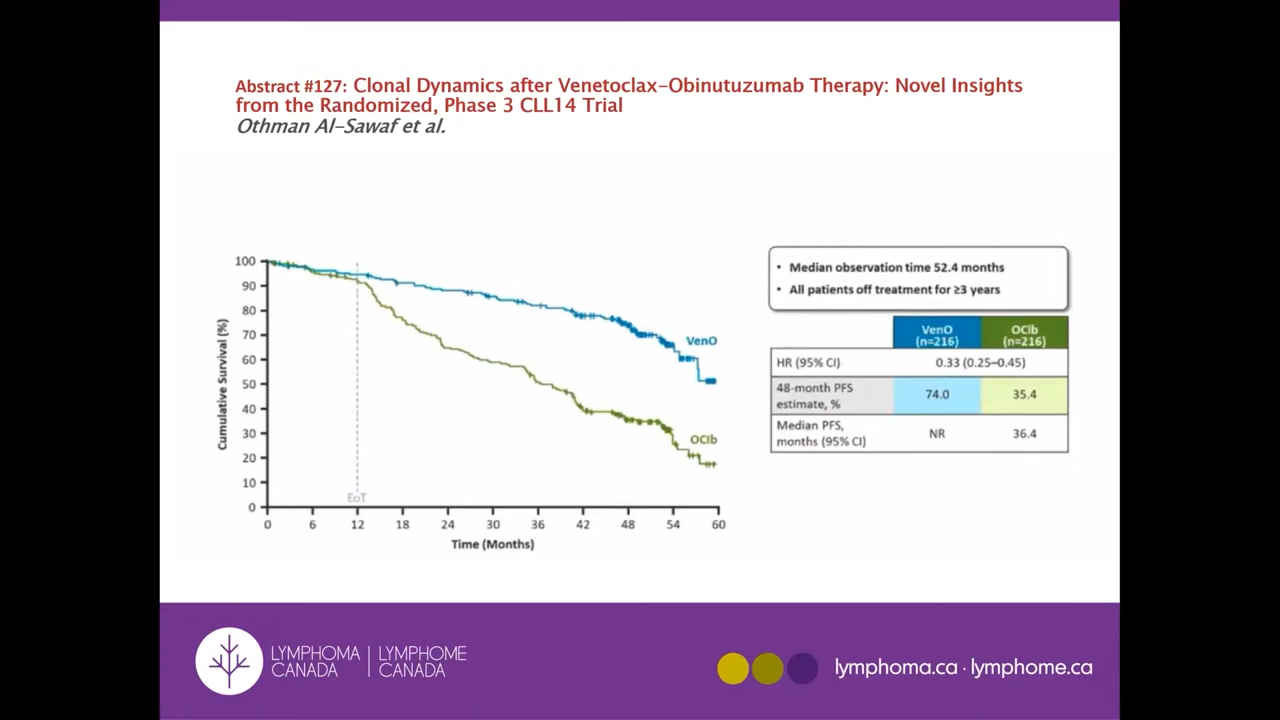 Abstract #127: Clonal Dynamics after Venetoclax-Obinutuzumab Therapy: Novel Insights
from the Randomized, Phase 3 CLL14 Trial
Othman Al-Sawaf et al.
Cumulative Survival (%)
100
90
80
70
60
50
40
30
20
10
0
VenO
OClb
EoT
0 6 12 18 24 30 36 42 48 54 60
Time (Months)
• Median observation time 52.4 months
• All patients off treatment for ≥3 years
VenO OClb
(n=216) (n=216)
HR (95% CI) 0.33 (0.25–0.45)
48-month PFS
estimate, % 74.0 35.4
Median PFS,
months (95% CI) NR 36.4
LYMPHOMA | LYMPHOME
CANADA | CANADA
lymphoma.ca · lymphome.ca